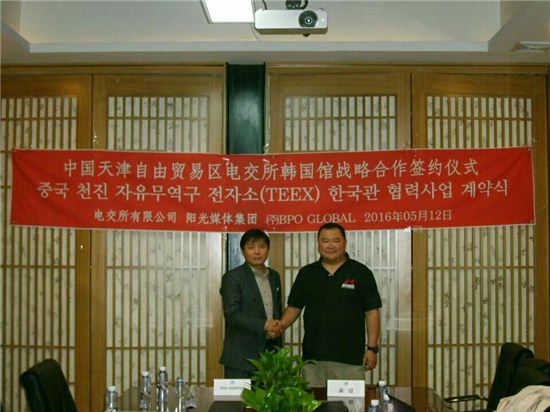 中国天津自由贸易区电交所韩国馆战略合作签约仪式
중국 천진 자유무역구 전자소(TEEX) 한국관 협력사업 계약식
电交所有限公司 阳光媒体集团 (주)BPO GLOBAL 2016年05月12日